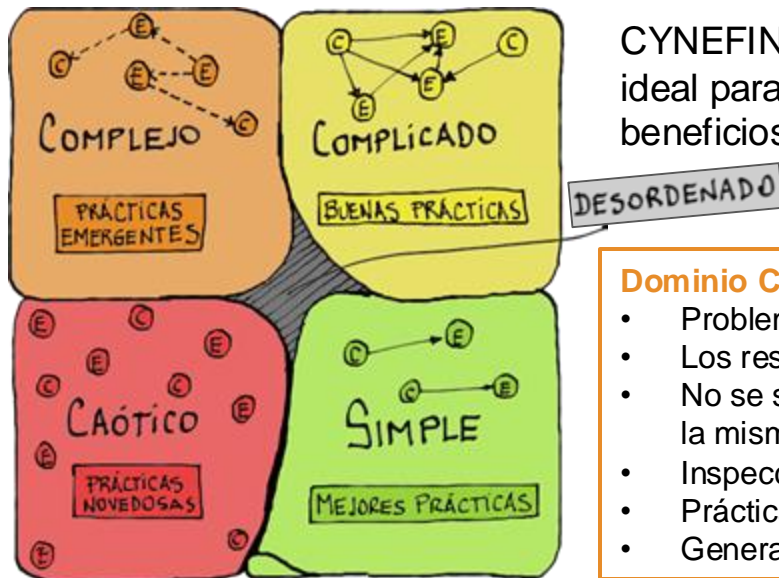 CYNEFIN
ideal para
beneficios
DESORDENADO
E
C
E
E
C
COMPLEJO
PRÁCTICAS
EMERGENTES
C
E
C
E
E
COMPLICADO
BUENAS PRÁCTICAS
E
C
E
E
C
C
E
E
E
C
CAÓTICO
PRÁCTICAS
NOVEDOSAS
C
E
C
E
SIMPLE
MEJORES PRÁCTICAS
Dominio C
• Problem
• Los res
• No se s
la mism
• Inspecc
• Práctic
• Genera